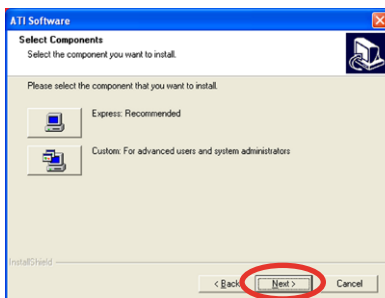 ATI Software
Select Components
Select the component you want to install.
Please select the component that you want to install.
Express: Recommended
Custom: For advanced users and system administrators
InstallShield
< Back
Next >
Cancel